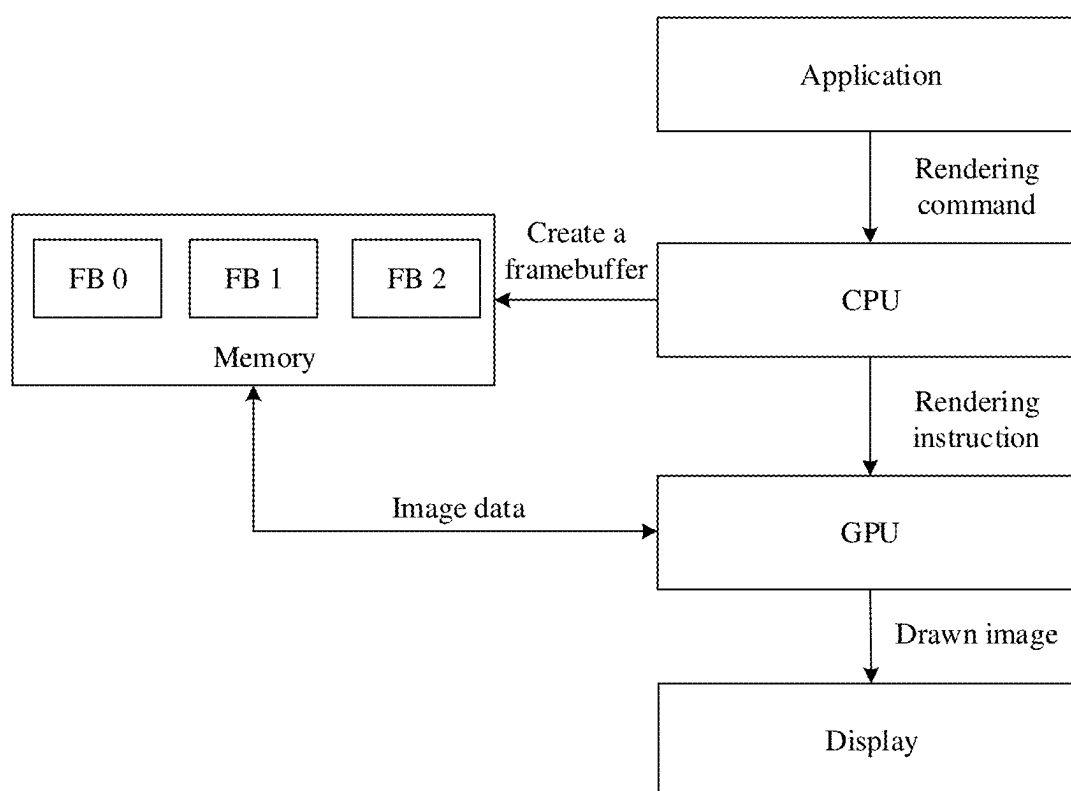 Application
Rendering
command
Create a
framebuffer
FB 0
FB 1
FB 2
Memory
CPU
Rendering
instruction
Image data
GPU
Drawn image
Display